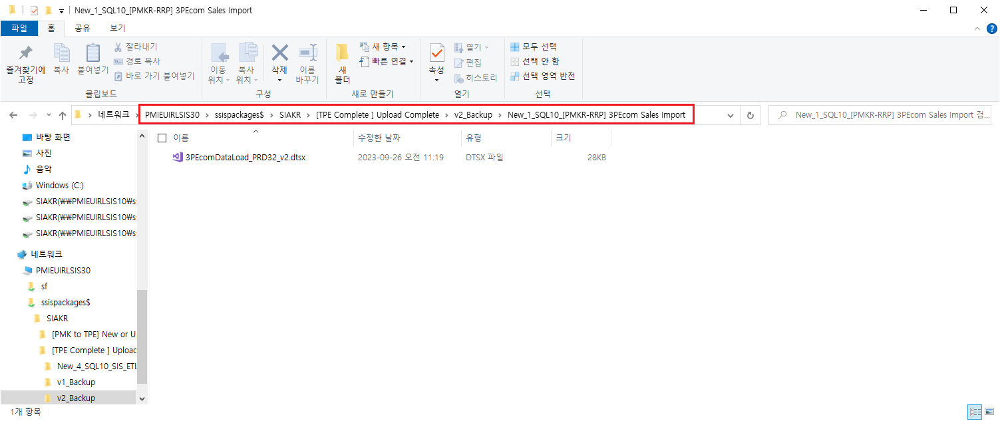 New_1_SQL10_[PMKR-RRP] 3PEcom Sales Import
파일 홈 공유 보기
즐겨찾기에 고정
복사
붙여넣기
잘라내기
경로 복사
바로 가기 붙여넣기
클립보드
이동 위치
복사 위치
삭제
이름 바꾸기
구성
새 폴더
새 항목
빠른 연결
새로 만들기
속성
열기
편집
히스토리
열기
모두 선택
선택 안 함
선택 영역 반전
선택
네트워크 PMIEUIRLSIS30 ssispackages$ SIAKR [TPE Complete ] Upload Complete v2_Backup New_1_SQL10_[PMKR-RRP] 3PEcom Sales Import
New_1_SQL10_[PMKR-RRP] 3PEcom Sales Import 검...
바탕 화면
사진
음악
Windows (C:)
SIAKR(₩₩PMIEUIRLSIS10₩s
SIAKR(₩₩PMIEUIRLSIS10₩s
SIAKR(₩₩PMIEUIRLSIS10₩s
네트워크
PMIEUIRLSIS30
sf
ssispackages$
SIAKR
[PMK to TPE] New or U
[TPE Complete ] Uploac
New_4_SQL10_SIS_ETL
v1_Backup
v2_Backup
이름 수정한 날짜 유형 크기
3PEcomDataLoad_PRD32_v2.dtsx 2023-09-26 오전 11:19 DTSX 파일 28KB
1개 항목